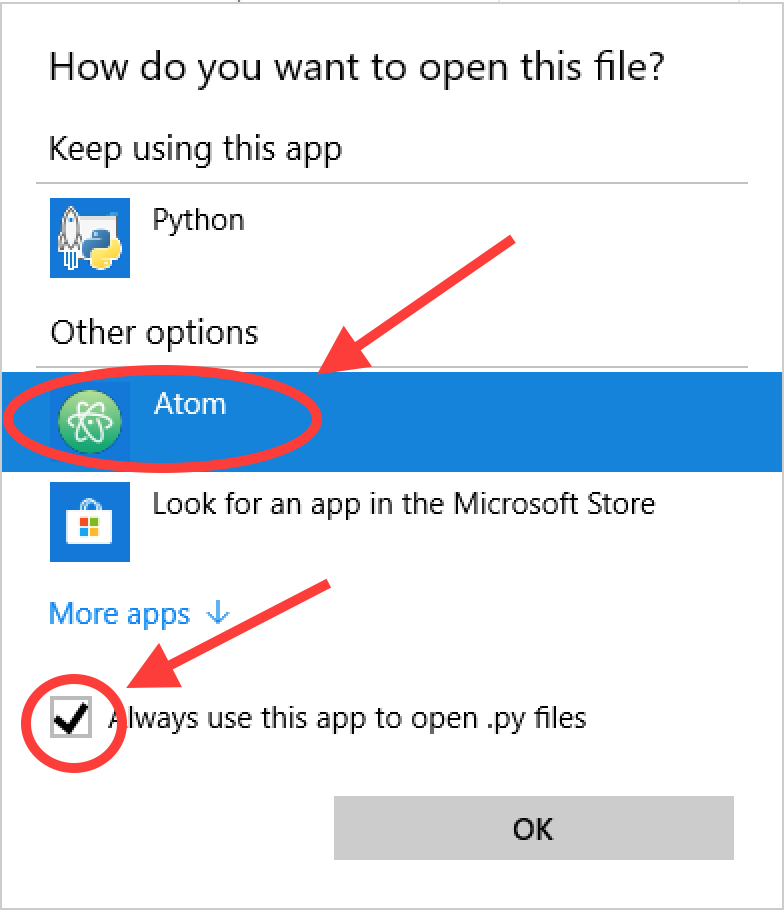 How do you want to open this file?
Keep using this app
Python
Other options
Atom
Look for an app in the Microsoft Store
More apps ↓
Always use this app to open .py files
OK